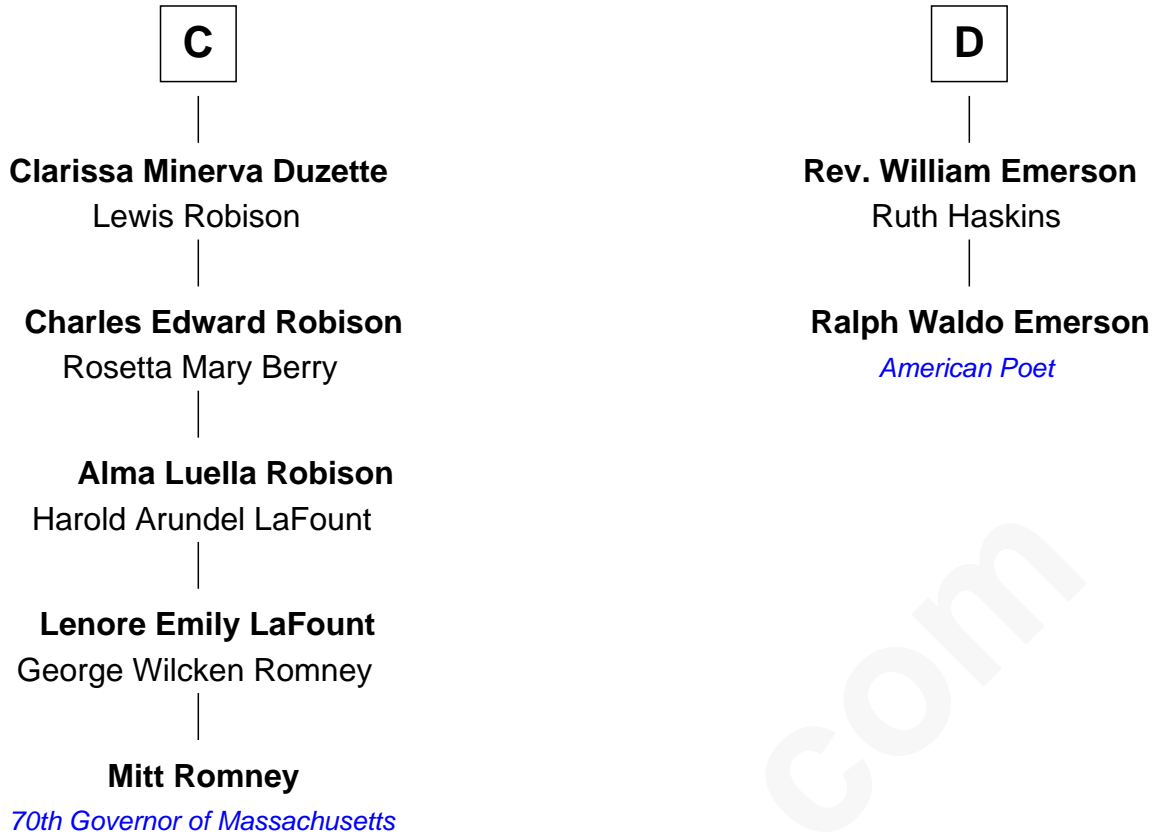 C
Clarissa Minerva Duzette
Lewis Robison
Charles Edward Robison
Rosetta Mary Berry
Alma Luella Robison
Harold Arundel LaFount
Lenore Emily LaFount
George Wilcken Romney
Mitt Romney
70th Governor of Massachusetts
D
Rev. William Emerson
Ruth Haskins
Ralph Waldo Emerson
American Poet
com